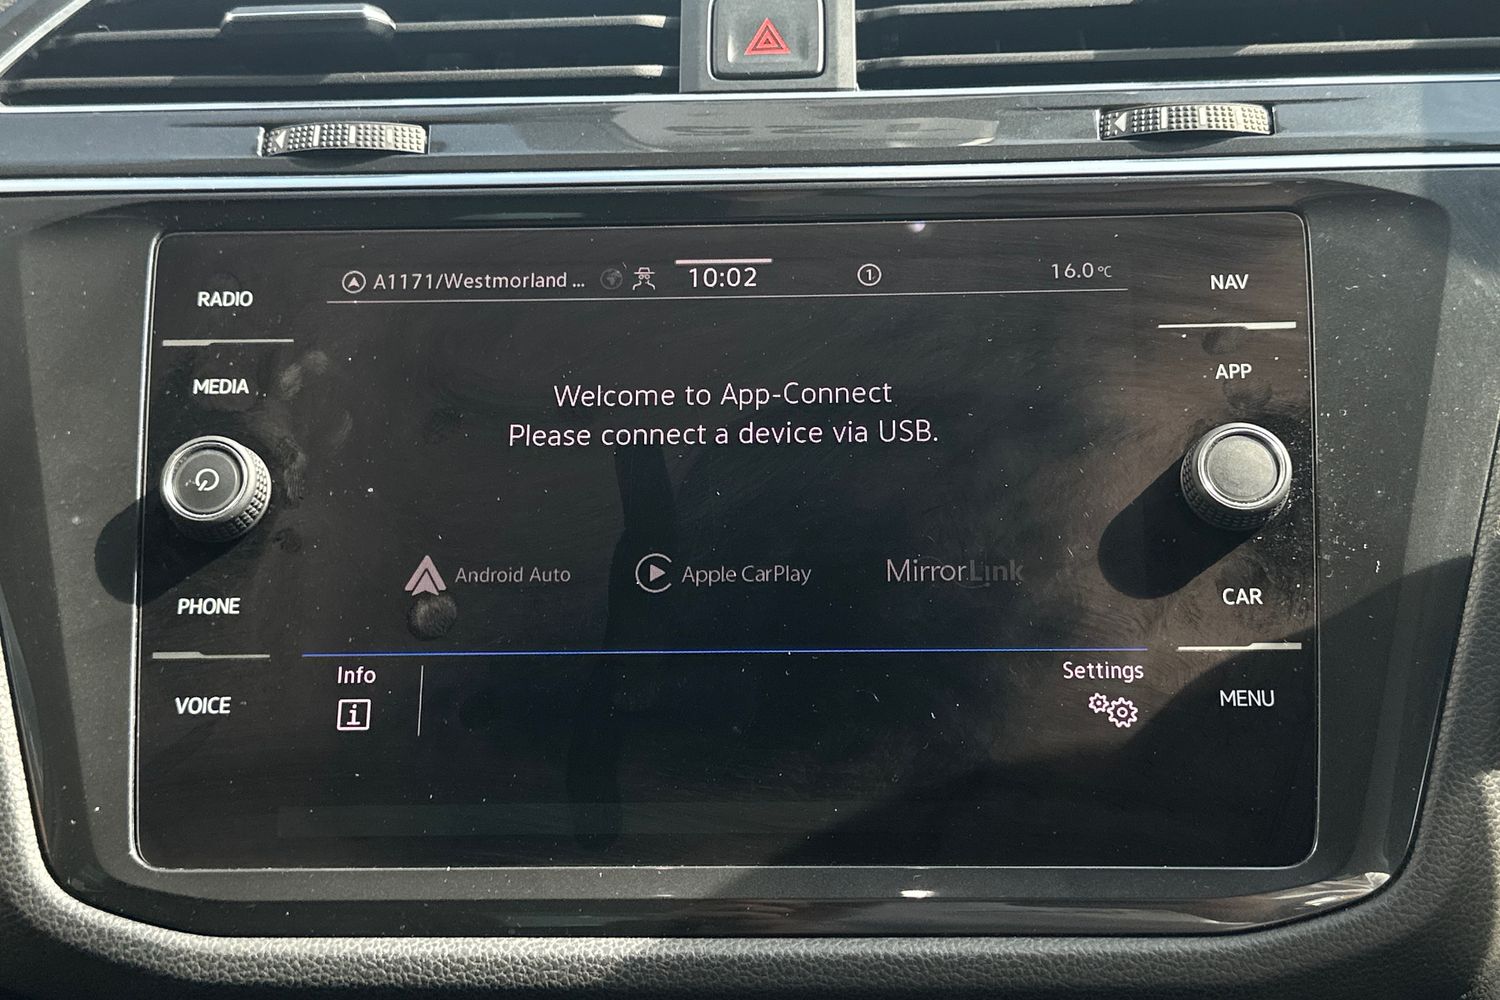 RADIO
A1171/Westmorland ...
10:02
1
16.0°C
NAV
MEDIA
APP
Welcome to App-Connect
Please connect a device via USB.
Android Auto
Apple CarPlay
MirrorLink
PHONE
CAR
Info
Settings
VOICE
i
MENU